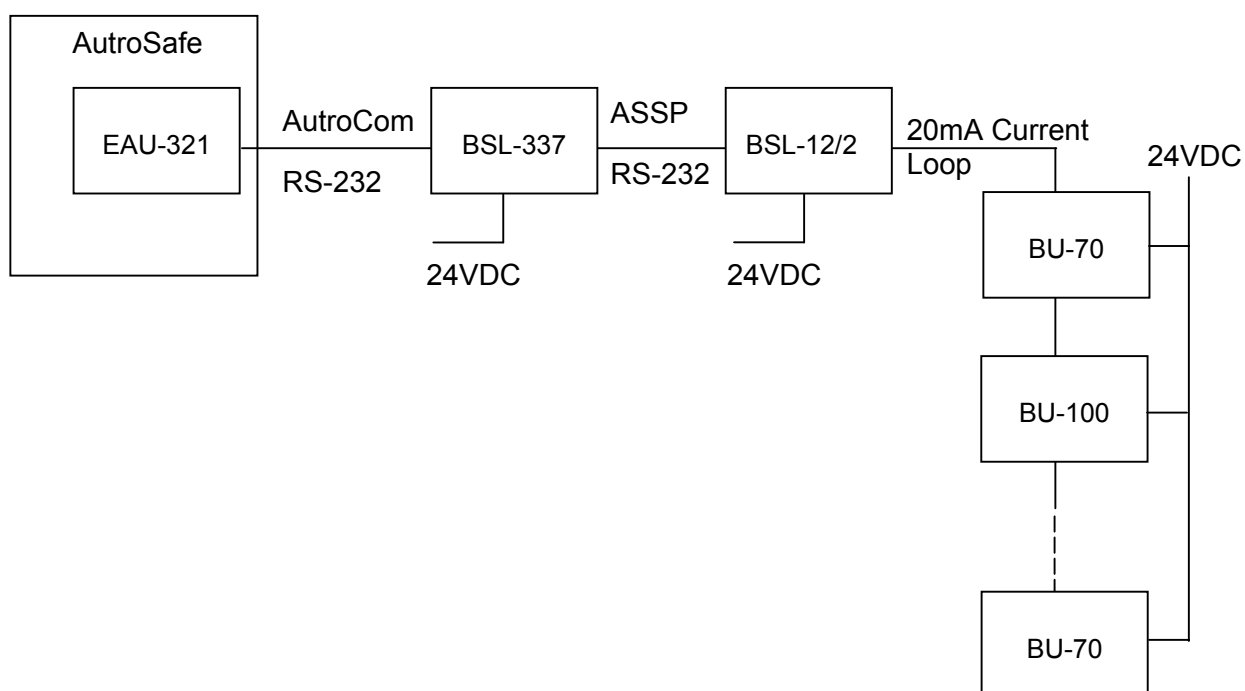 AutroSafe
EAU-321
AutroCom
RS-232
BSL-337
24VDC
ASSP
RS-232
BSL-12/2
24VDC
20mA Current
Loop
24VDC
BU-70
BU-100
BU-70